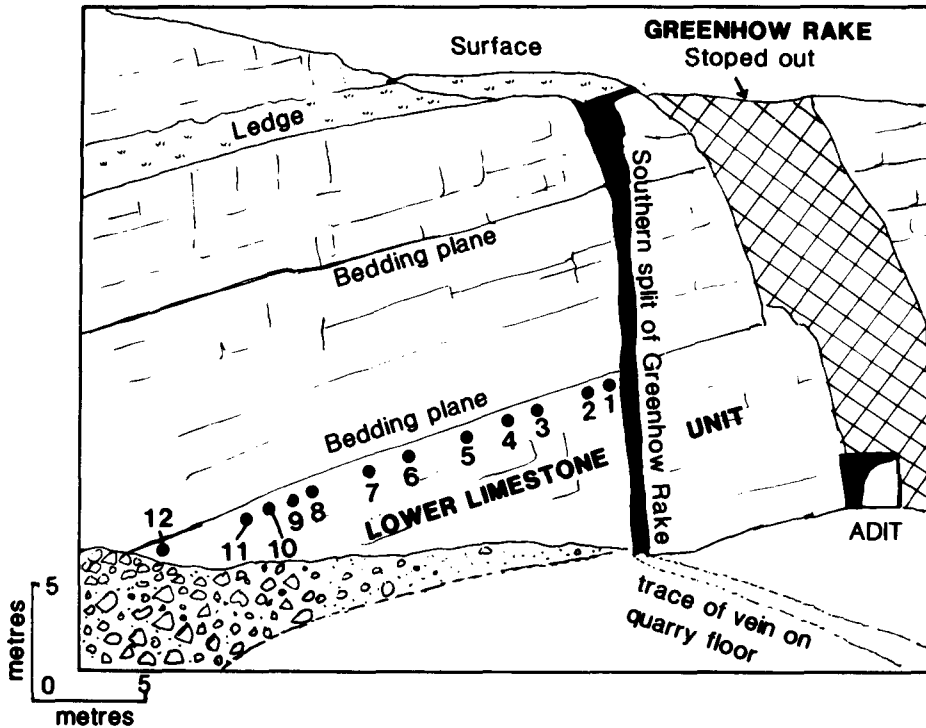 GREENHOW RAKE
Stoped out
Surface
Ledge
Bedding plane
Southern split of Greenhow Rake
Bedding plane
1
2
3
4
5
6
7
8
9
10
11
12
LOWER LIMESTONE UNIT
ADIT
trace of vein on
quarry floor
5
metres
0
5
metres